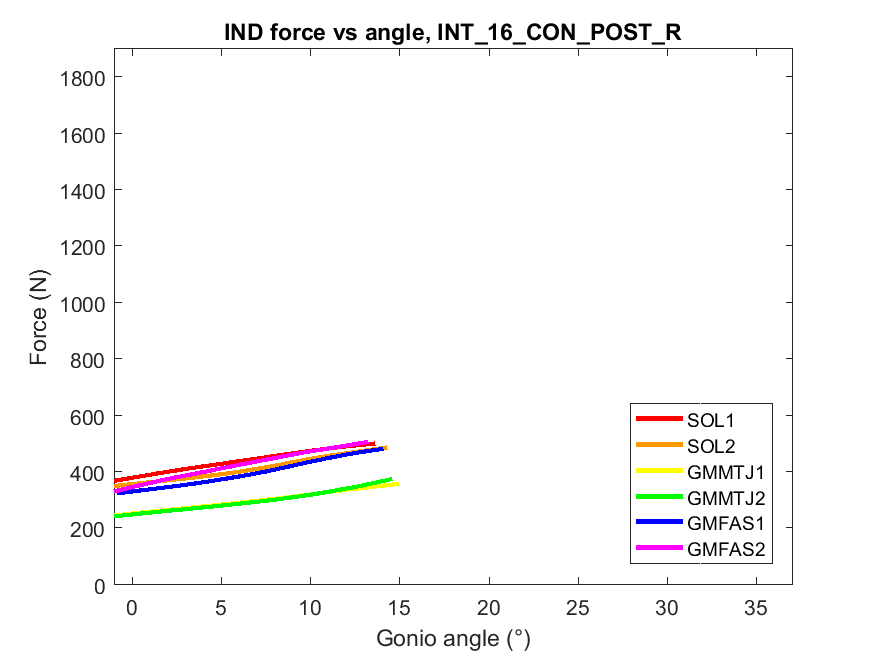 IND force vs angle, INT_16_CON_POST_R
Force (N)
1800
1600
1400
1200
1000
800
600
400
200
0
0 5 10 15 20 25 30 35
Gonio angle (°)
SOL1
SOL2
GMMTJ1
GMMTJ2
GMFAS1
GMFAS2